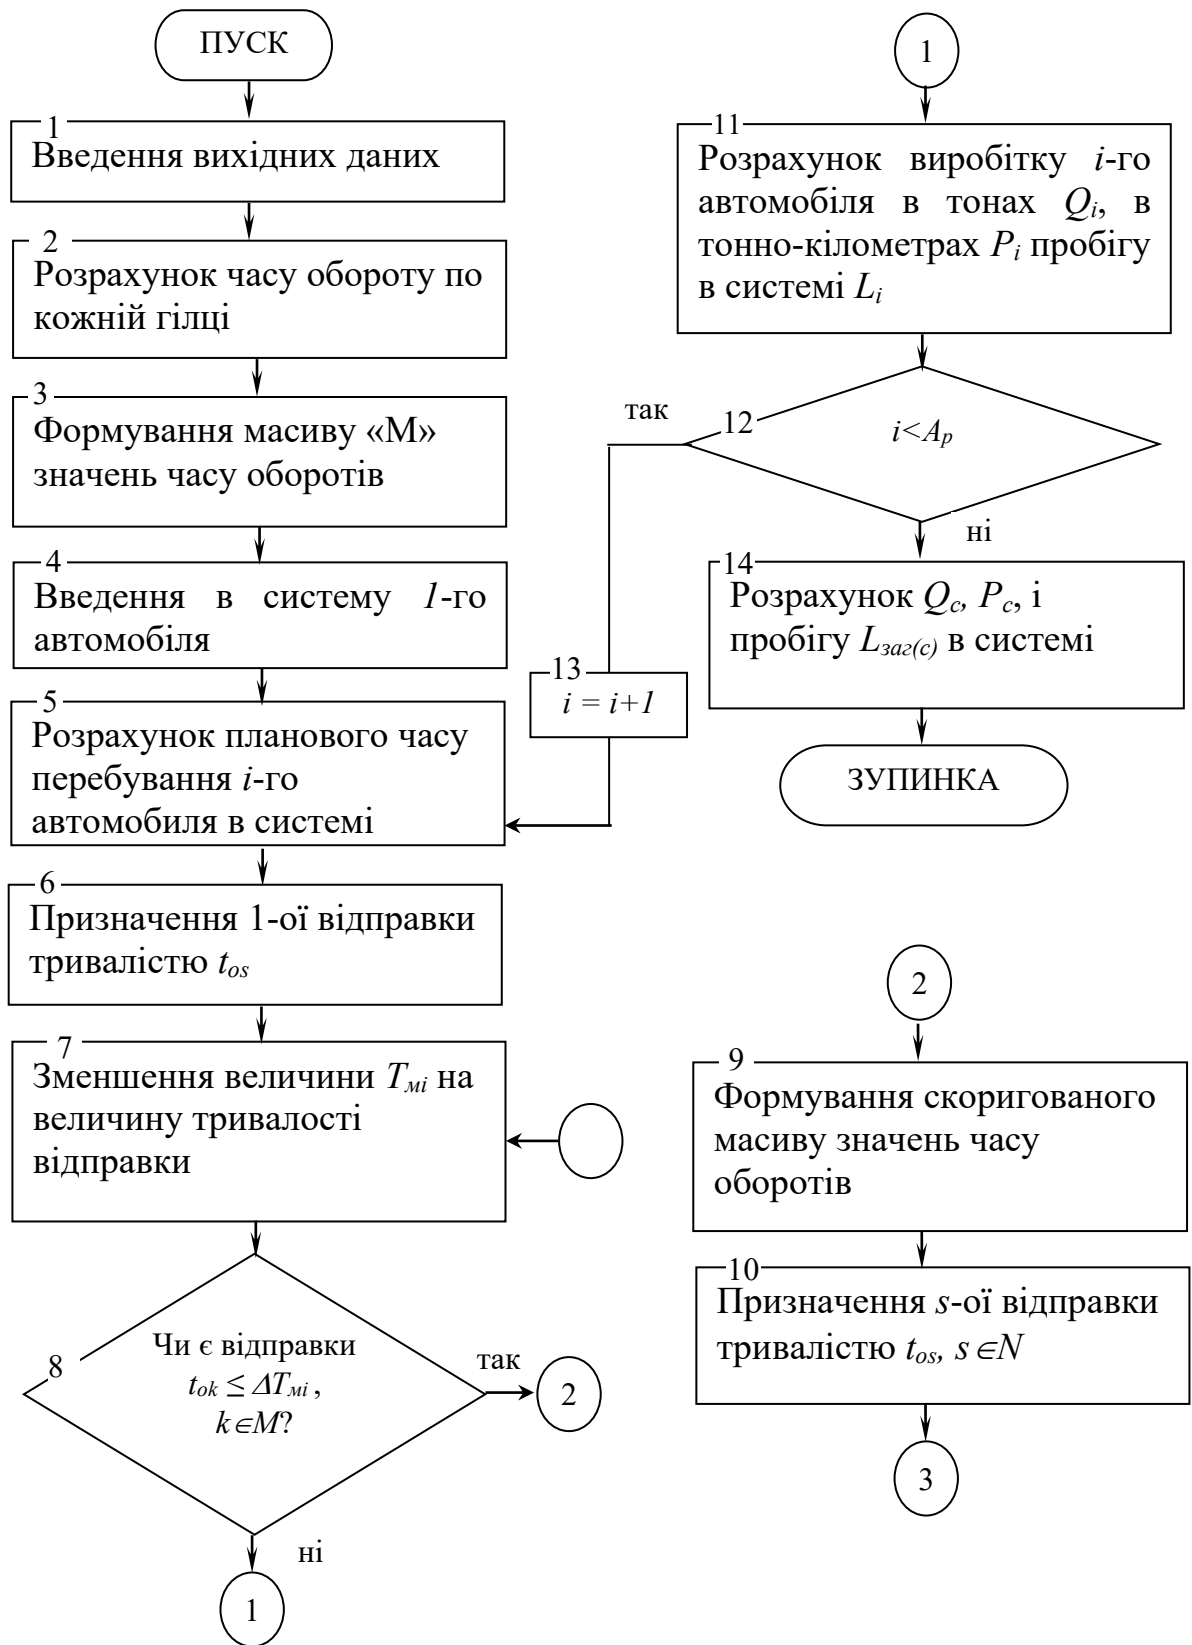 ПУСК
1
Введення вихідних даних
2
Розрахунок часу обороту по
кожній гілці
3
Формування масиву «М»
значень часу оборотів
4
Введення в систему 1-го
автомобіля
5
Розрахунок планового часу
перебування i-го
автомобиля в системі
6
Призначення 1-ої відправки
тривалістю tos
7
Зменшення величини Tмі на
величину тривалості
відправки
8
Чи є відправки
tok ≤ ΔTмі ,
k∈M?
так
2
ні
1
1
11
Розрахунок виробітку i-го
автомобіля в тонах Qi, в
тонно-кілометрах Pi пробігу
в системі Li
так
12
i<Ap
ні
14
Розрахунок Qc, Pc, і
пробігу Lзаг(с) в системі
13
i = i+1
ЗУПИНКА
2
9
Формування скоригованого
масиву значень часу
оборотів
10
Призначення s-ої відправки
тривалістю tos, s∈N
3